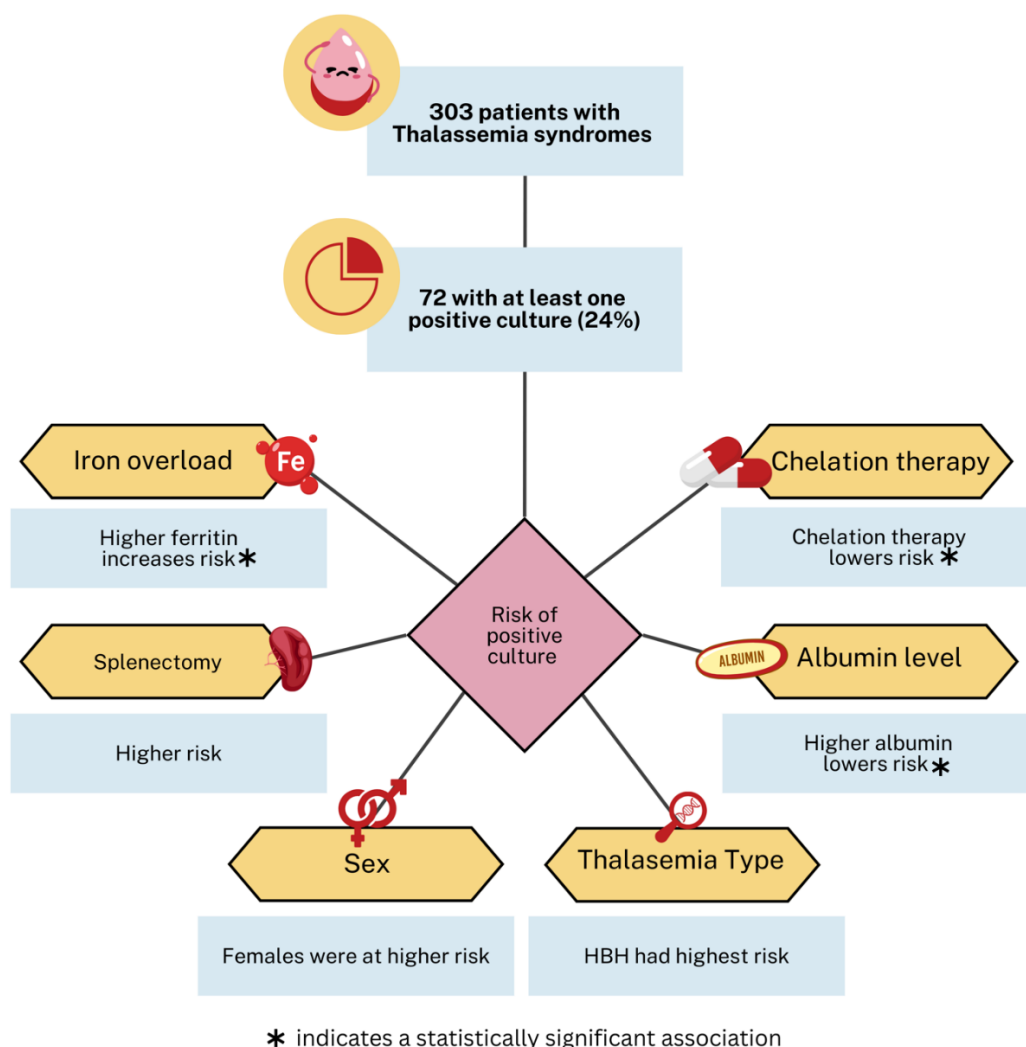 303 patients with
Thalassemia syndromes
72 with at least one
positive culture (24%)
Iron overload
Fe
Higher ferritin
increases risk *
Chelation therapy
Chelation therapy
lowers risk *
Risk of
positive
culture
Splenectomy
Higher risk
ALBUMIN
Albumin level
Higher albumin
lowers risk *
Sex
Females were at higher risk
Thalasemia Type
HBH had highest risk
* indicates a statistically significant association